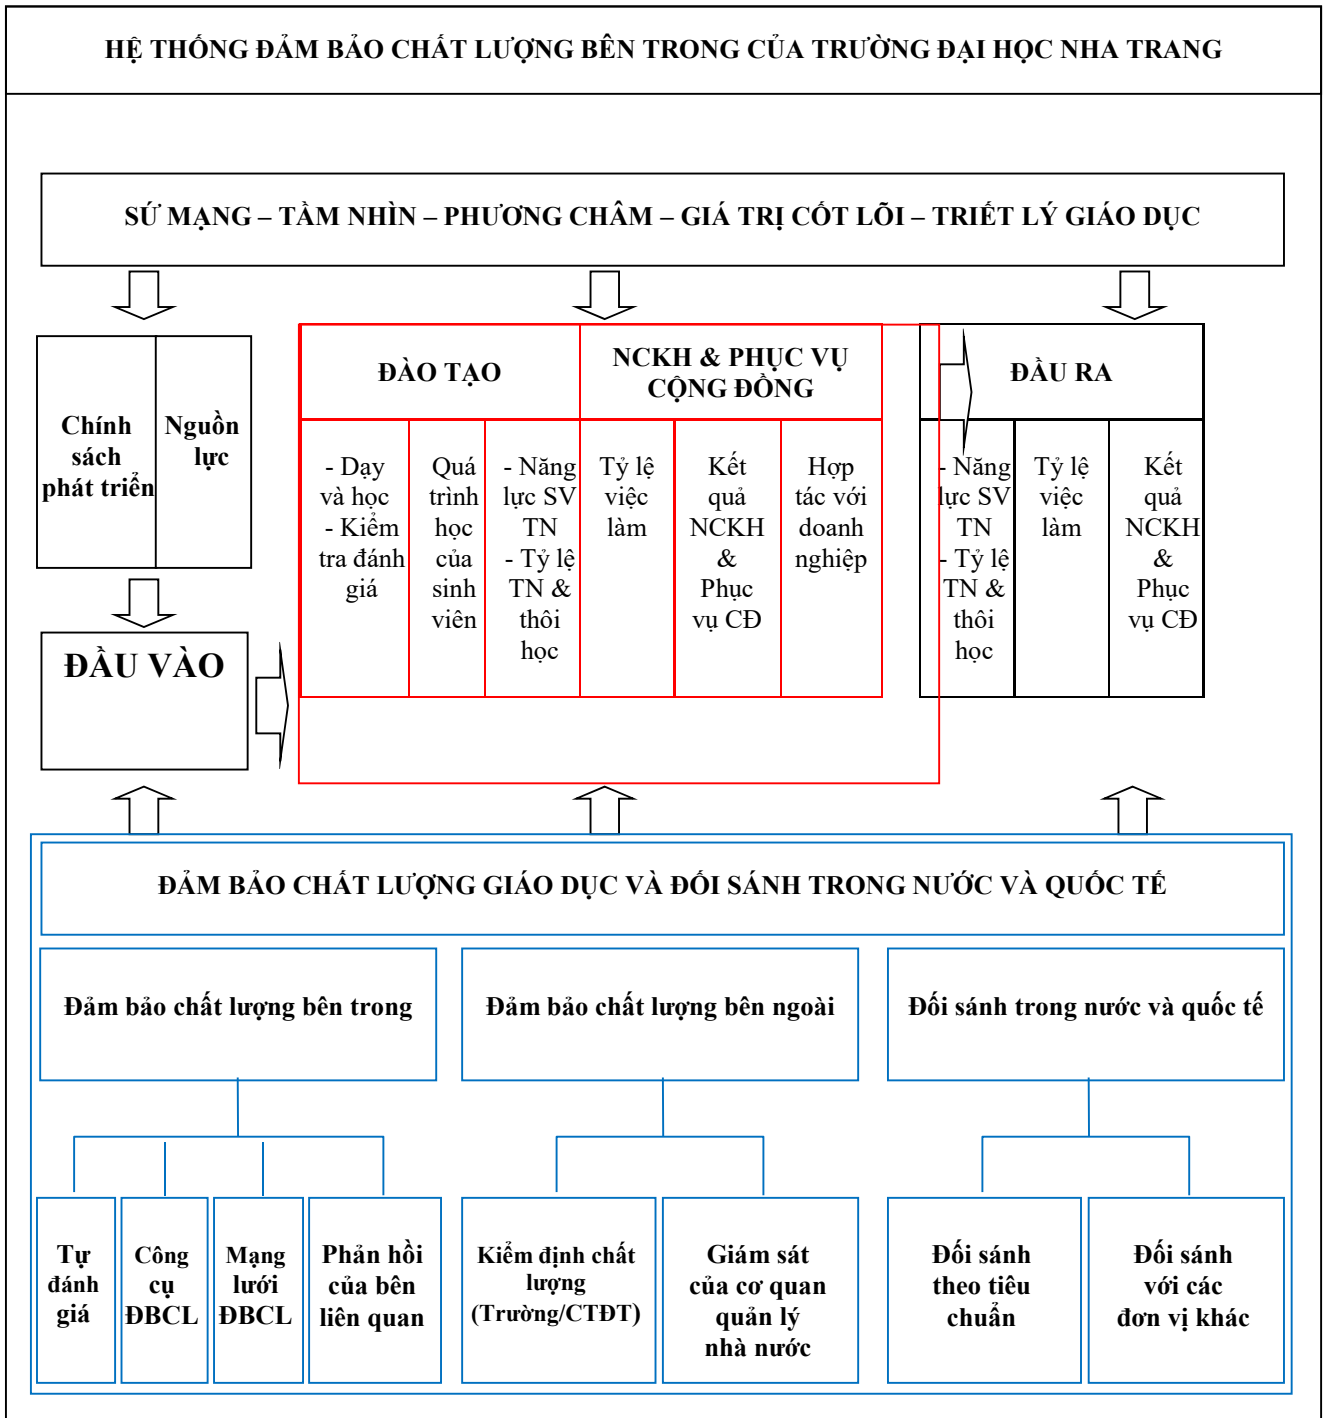 HỆ THỐNG ĐẢM BẢO CHẤT LƯỢNG BÊN TRONG CỦA TRƯỜNG ĐẠI HỌC NHA TRANG
SỨ MẠNG – TẦM NHÌN – PHƯƠNG CHÂM – GIÁ TRỊ CỐT LÕI – TRIẾT LÝ GIÁO DỤC
Chính
sách
phát triển
Nguồn
lực
ĐẦU VÀO
ĐÀO TẠO
- Dạy
và học
- Kiểm
tra đánh
giá
Quá
trình
học
của
sinh
viên
- Năng
lực SV
TN
- Tỷ lệ
TN &
thôi
học
NCKH & PHỤC VỤ
CỘNG ĐỒNG
Tỷ lệ
việc
làm
Kết
quả
NCKH
&
Phục
vụ CĐ
Hợp
tác với
doanh
nghiệp
ĐẦU RA
- Năng
lực SV
TN
- Tỷ lệ
TN &
thôi
học
Tỷ lệ
việc
làm
Kết
quả
NCKH
&
Phục
vụ CĐ
ĐẢM BẢO CHẤT LƯỢNG GIÁO DỤC VÀ ĐỐI SÁNH TRONG NƯỚC VÀ QUỐC TẾ
Đảm bảo chất lượng bên trong
Đảm bảo chất lượng bên ngoài
Đối sánh trong nước và quốc tế
Tự
đánh
giá
Công
cụ
ĐBCL
Mạng
lưới
ĐBCL
Phản hồi
của bên
liên quan
Kiểm định chất
lượng
(Trường/CTĐT)
Giám sát
của cơ quan
quản lý
nhà nước
Đối sánh
theo tiêu
chuẩn
Đối sánh
với các
đơn vị khác